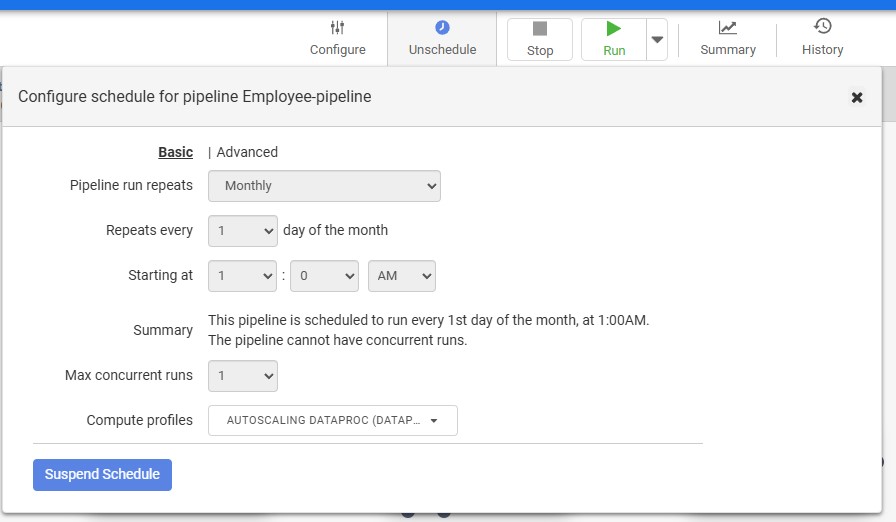 Configure
Unschedule
Stop
Run
Summary
History
Configure schedule for pipeline Employee-pipeline
Basic | Advanced
Pipeline run repeats Monthly
Repeats every 1 day of the month
Starting at 1 : 0 AM
Summary This pipeline is scheduled to run every 1st day of the month, at 1:00AM.
The pipeline cannot have concurrent runs.
Max concurrent runs 1
Compute profiles AUTOSCALING DATAPROC (DATAP...
Suspend Schedule